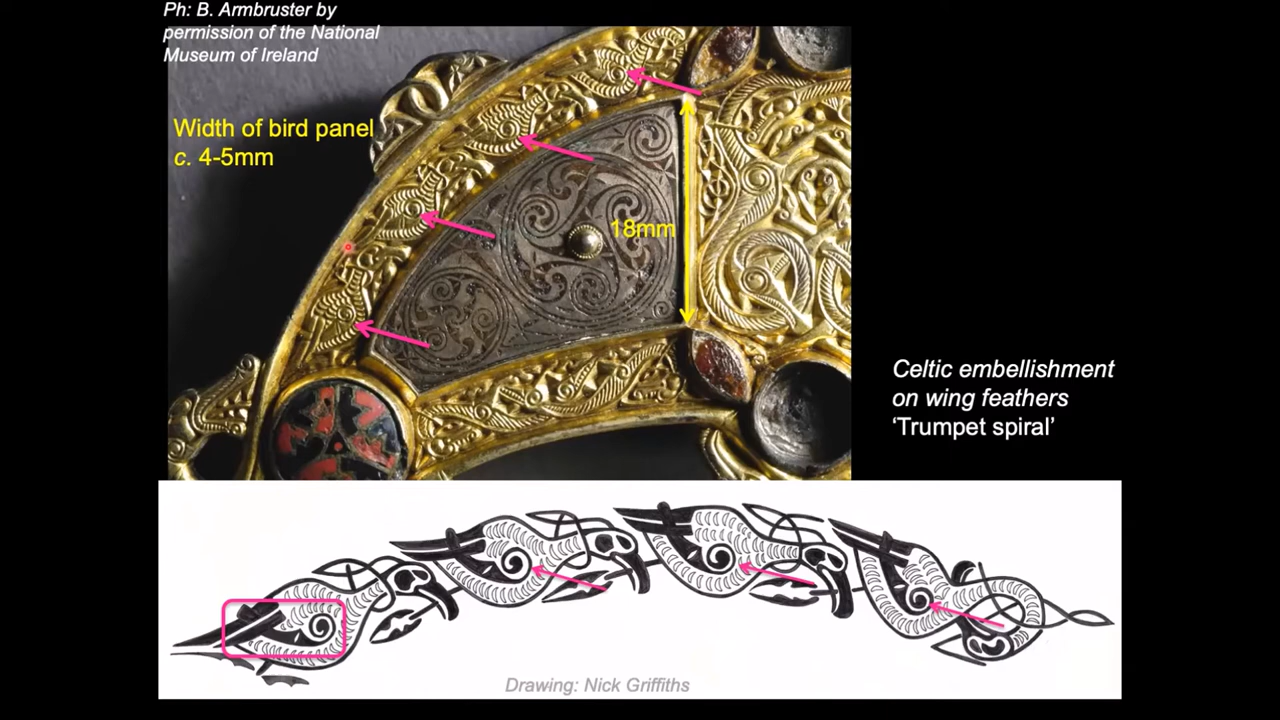 Ph: B. Armbruster by
permission of the National
Museum of Ireland
Width of bird panel
c. 4-5mm
18mm
Celtic embellishment
on wing feathers
‘Trumpet spiral’
Drawing: Nick Griffiths